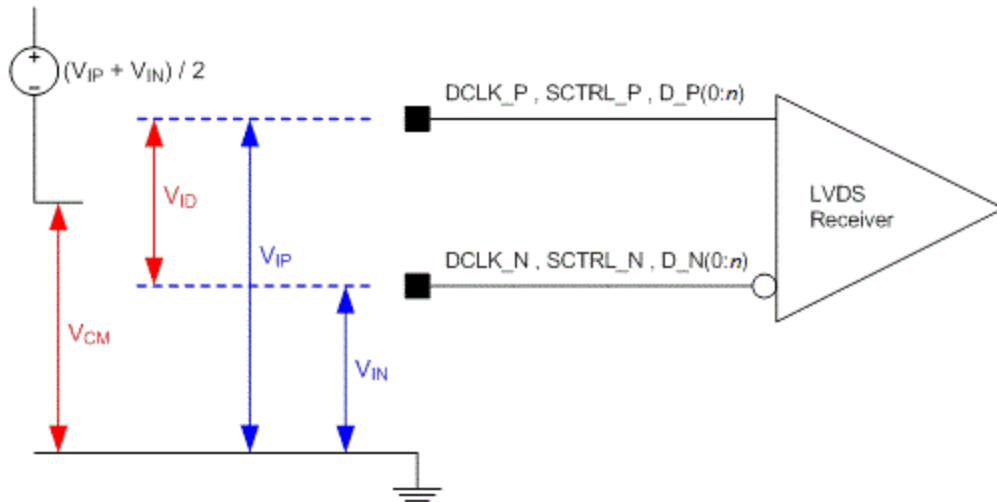 +
−
(VIP + VIN) / 2
DCLK_P , SCTRL_P , D_P(0:n)
VID
LVDS
Receiver
VIP
DCLK_N , SCTRL_N , D_N(0:n)
VCM
VIN